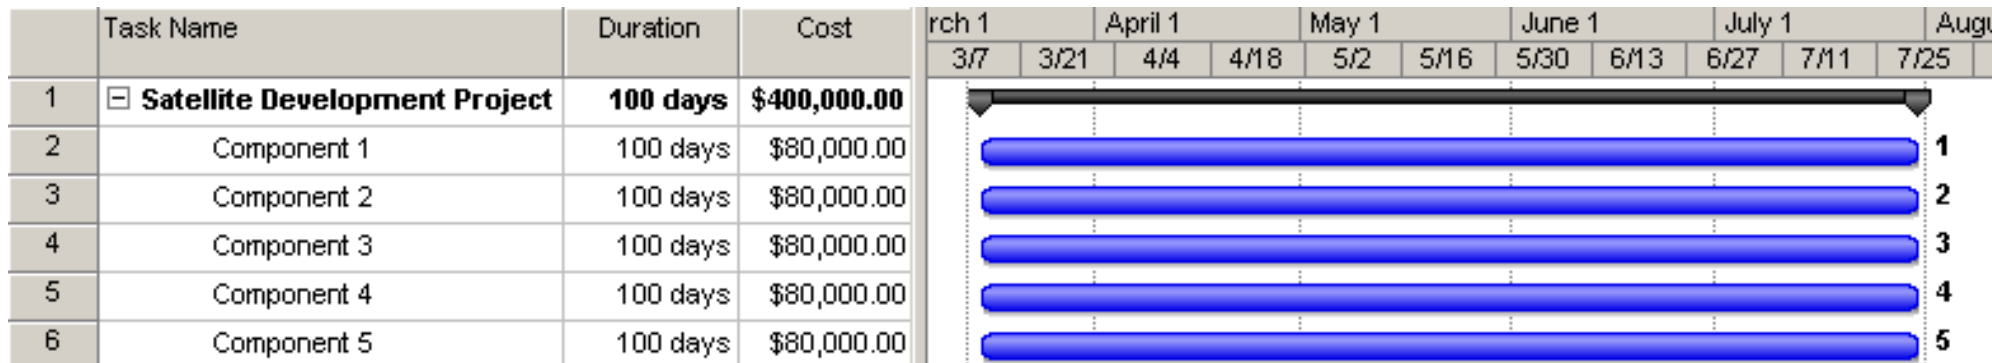 Task Name Duration Cost rch 1 April 1 May 1 June 1 July 1 Augu
3/7 3/21 4/4 4/18 5/2 5/16 5/30 6/13 6/27 7/11 7/25
1 Satellite Development Project 100 days $400,000.00
2 Component 1 100 days $80,000.00 1
3 Component 2 100 days $80,000.00 2
4 Component 3 100 days $80,000.00 3
5 Component 4 100 days $80,000.00 4
6 Component 5 100 days $80,000.00 5